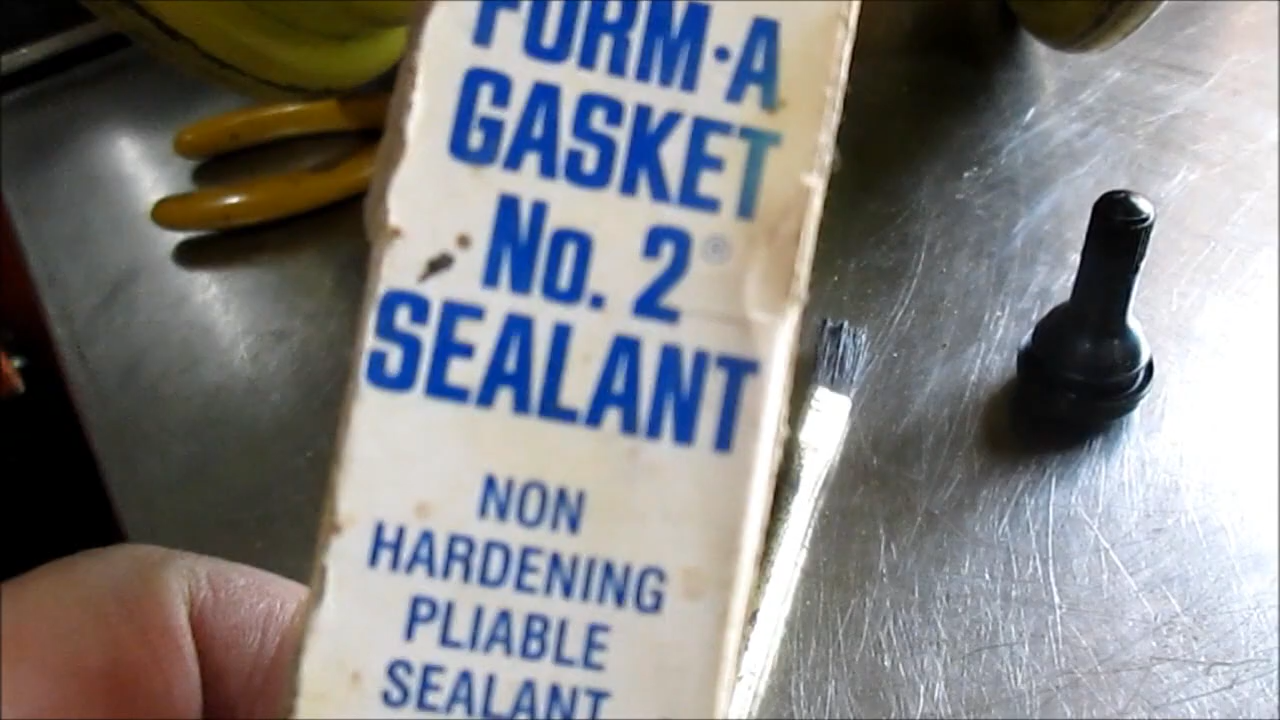 FORM·A
GASKET
No. 2®
SEALANT
NON
HARDENING
PLIABLE
SEALANT